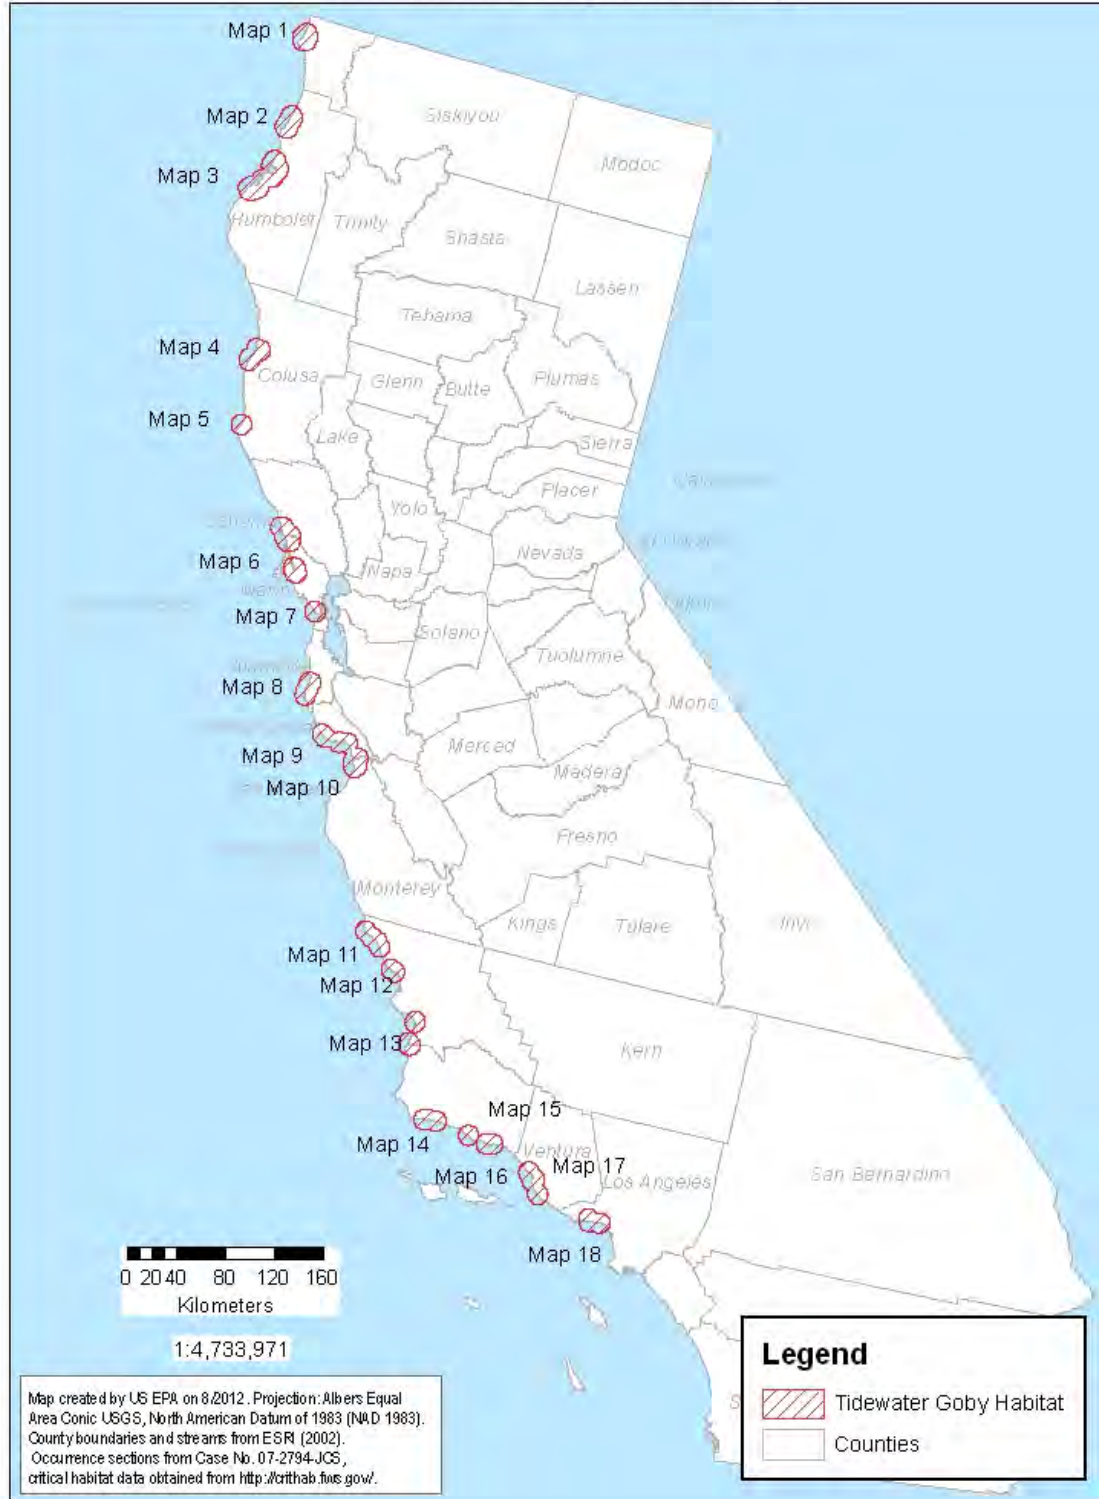 Map 1
Map 2
Siskiyou
Modoc
Map 3
Humboldt
Trinity
Shasta
Lassen
Tehama
Map 4
Colusa
Glenn
Butte
Plumas
Map 5
Lake
Sierra
Placer
Yolo
Nevada
Map 6
Napa
Marin
Map 7
Solano
Tuolumne
Map 8
Mono
Map 9
Merced
Madera
Map 10
Fresno
Monterey
Kings
Tulare
Inyo
Map 11
Map 12
Map 13
Kern
Map 15
Map 14
Ventura
Map 17
Map 16
Los Angeles
San Bernardino
Map 18
0 20 40 80 120 160
Kilometers
1:4,733,971
Legend
Tidewater Goby Habitat
Counties
Map created by US EPA on 8/2012. Projection: Albers Equal
Area Conic USGS, North American Datum of 1983 (NAD 1983).
County boundaries and streams from ESRI (2002).
Occurrence sections from Case No. 07-2794-JCS,
critical habitat data obtained from http://crithab.fws.gov/.